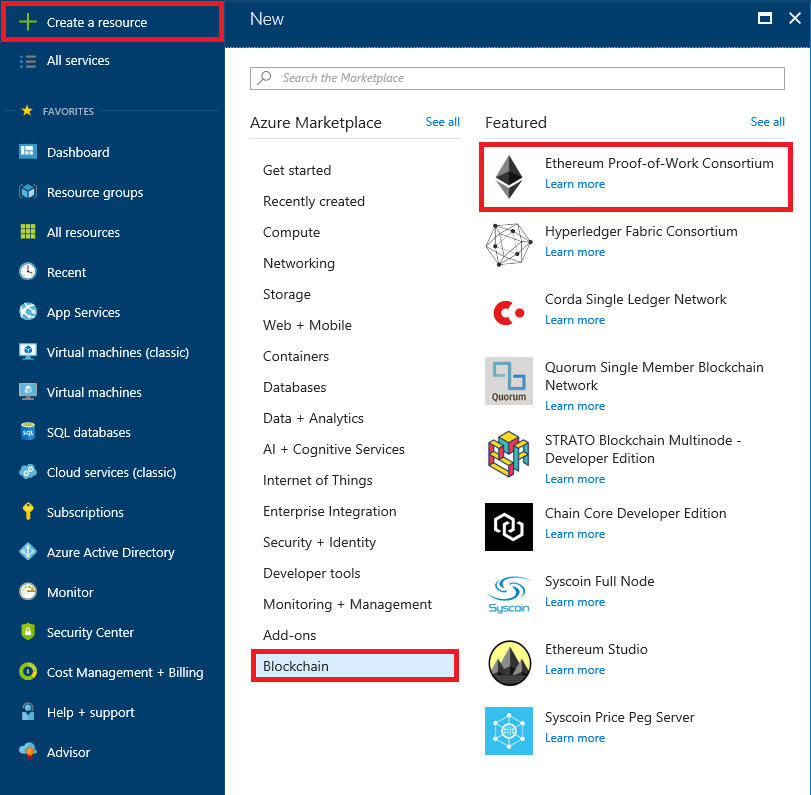 Create a resource
All services
FAVORITES
Dashboard
Resource groups
All resources
Recent
App Services
Virtual machines (classic)
Virtual machines
SQL databases
SQL
Cloud services (classic)
Subscriptions
Azure Active Directory
Monitor
Security Center
Cost Management + Billing
Help + support
Advisor
New
Search the Marketplace
Azure Marketplace
See all
Get started
Recently created
Compute
Networking
Storage
Web + Mobile
Containers
Databases
Data + Analytics
AI + Cognitive Services
Internet of Things
Enterprise Integration
Security + Identity
Developer tools
Monitoring + Management
Add-ons
Blockchain
Featured
See all
Ethereum Proof-of-Work Consortium
Learn more
Hyperledger Fabric Consortium
Learn more
Corda Single Ledger Network
Learn more
Quorum
Quorum Single Member Blockchain
Network
Learn more
STRATO Blockchain Multinode -
Developer Edition
Learn more
Chain Core Developer Edition
Learn more
Syscoin
Syscoin Full Node
Learn more
Ethereum Studio
Learn more
Syscoin Price Peg Server
Learn more